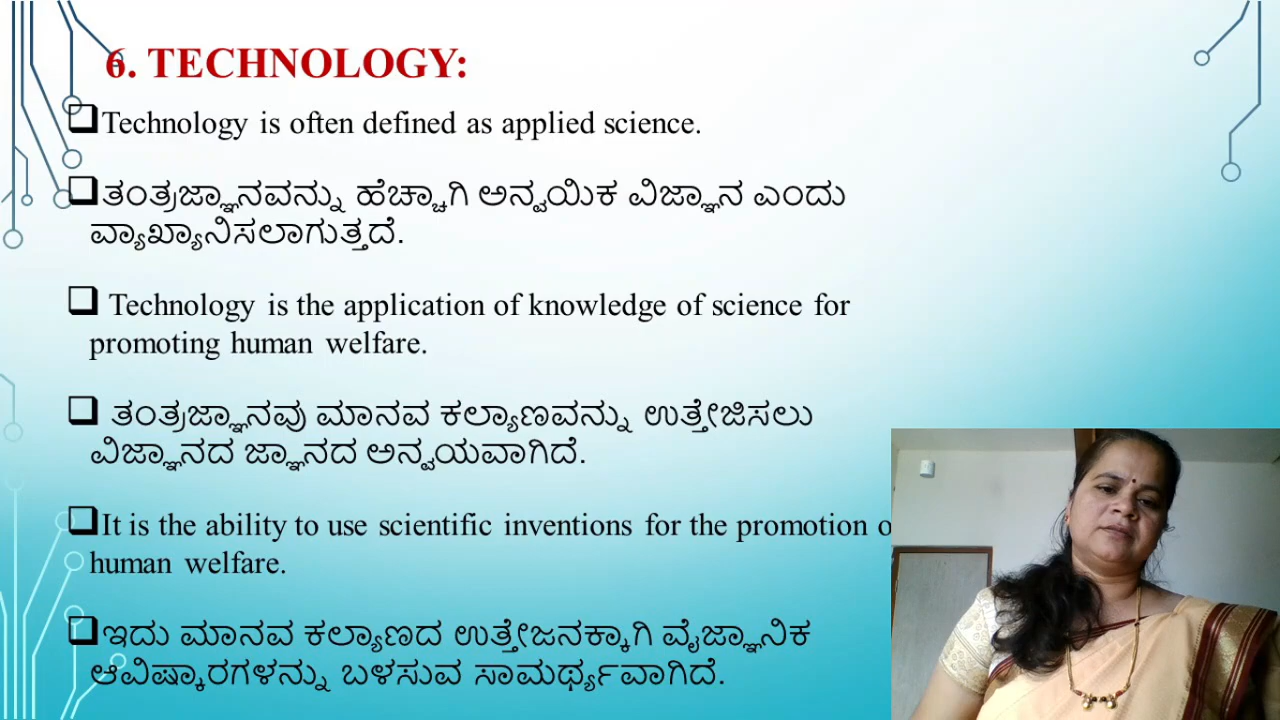 6. TECHNOLOGY:
Technology is often defined as applied science.
ತಂತ್ರಜ್ಞಾನವನ್ನು ಹೆಚ್ಚಾಗಿ ಅನ್ವಯಿಕ ವಿಜ್ಞಾನ ಎಂದು
ವ್ಯಾಖ್ಯಾನಿಸಲಾಗುತ್ತದೆ.
Technology is the application of knowledge of science for
promoting human welfare.
ತಂತ್ರಜ್ಞಾನವು ಮಾನವ ಕಲ್ಯಾಣವನ್ನು ಉತ್ತೇಜಿಸಲು
ವಿಜ್ಞಾನದ ಜ್ಞಾನದ ಅನ್ವಯವಾಗಿದೆ.
It is the ability to use scientific inventions for the promotion
human welfare.
ಇದು ಮಾನವ ಕಲ್ಯಾಣದ ಉತ್ತೇಜನಕ್ಕಾಗಿ ವೈಜ್ಞಾನಿಕ
ಆವಿಷ್ಕಾರಗಳನ್ನು ಬಳಸುವ ಸಾಮರ್ಥ್ಯವಾಗಿದೆ.